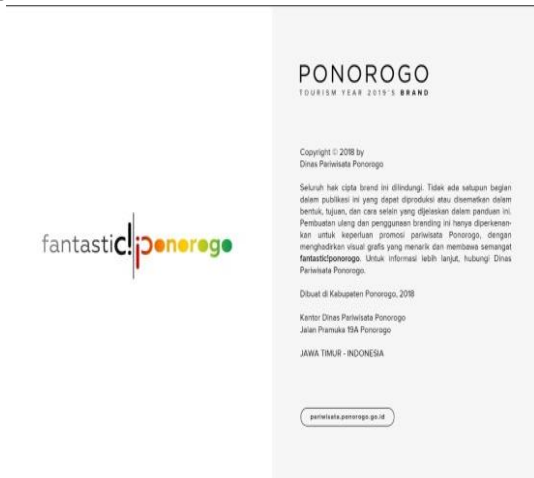 fantastic!ponorogo
PONOROGO
TOURISM YEAR 2019'S BRAND
Copyright © 2018 by
Dinas Pariwisata Ponorogo
Seluruh hak cipta brand ini dilindungi. Tidak ada satupun bagian
dalam publikasi ini yang dapat diproduksi atau disematkan dalam
bentuk, tujuan, dan cara selain yang dijelaskan dalam panduan ini.
Pembuatan ulang dan penggunaan branding ini hanya diperkenan-
kan untuk keperluan promosi pariwisata Ponorogo, dengan
menghadirkan visual grafis yang menarik dan membawa semangat
fantastic!ponorogo. Untuk informasi lebih lanjut, hubungi Dinas
Pariwisata Ponorogo.
Dibuat di Kabupaten Ponorogo, 2018
Kantor Dinas Pariwisata Ponorogo
Jalan Pramuka 19A Ponorogo
JAWA TIMUR - INDONESIA
pariwisata.ponorogo.go.id